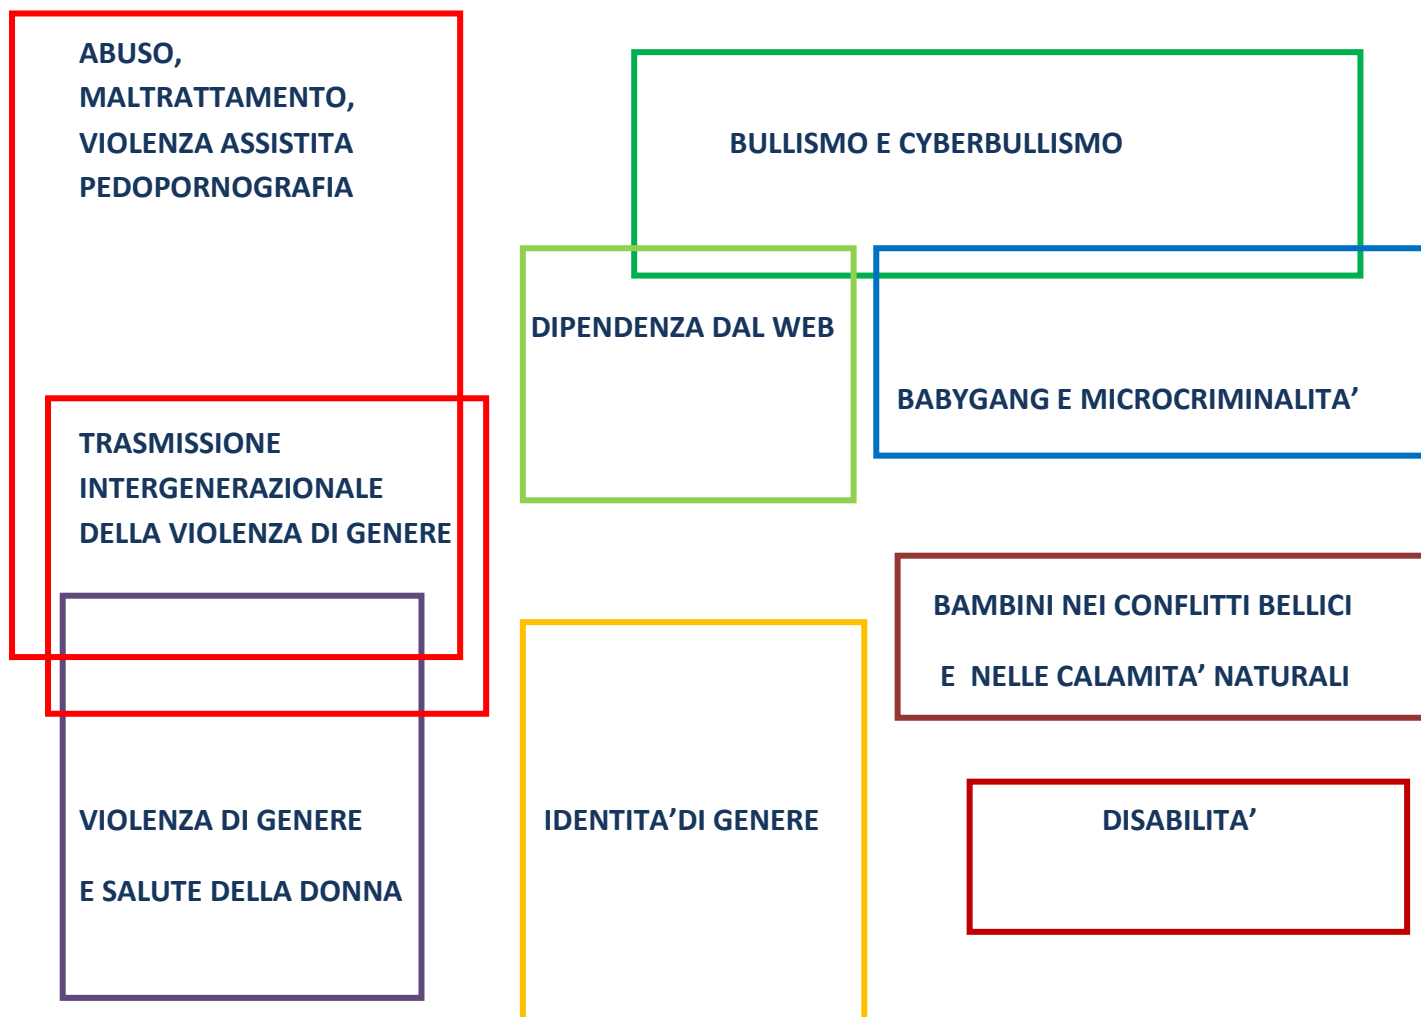 ABUSO,
MALTRATTAMENTO,
VIOLENZA ASSISTITA
PEDOPORNOGRAFIA
BULLISMO E CYBERBULLISMO
DIPENDENZA DAL WEB
BABYGANG E MICROCRIMINALITA’
TRASMISSIONE
INTERGENERAZIONALE
DELLA VIOLENZA DI GENERE
BAMBINI NEI CONFLITTI BELLICI
E  NELLE CALAMITA’ NATURALI
VIOLENZA DI GENERE
E SALUTE DELLA DONNA
IDENTITA’DI GENERE
DISABILITA’